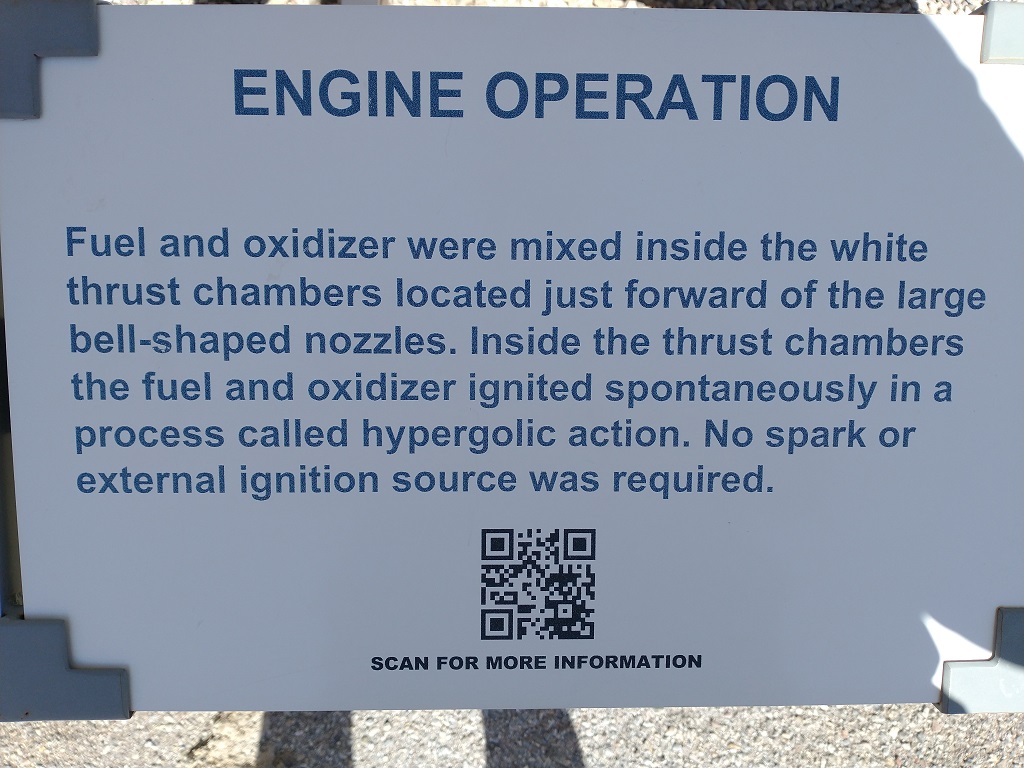 ENGINE OPERATION
Fuel and oxidizer were mixed inside the white
thrust chambers located just forward of the large
bell-shaped nozzles. Inside the thrust chambers
the fuel and oxidizer ignited spontaneously in a
process called hypergolic action. No spark or
external ignition source was required.
SCAN FOR MORE INFORMATION